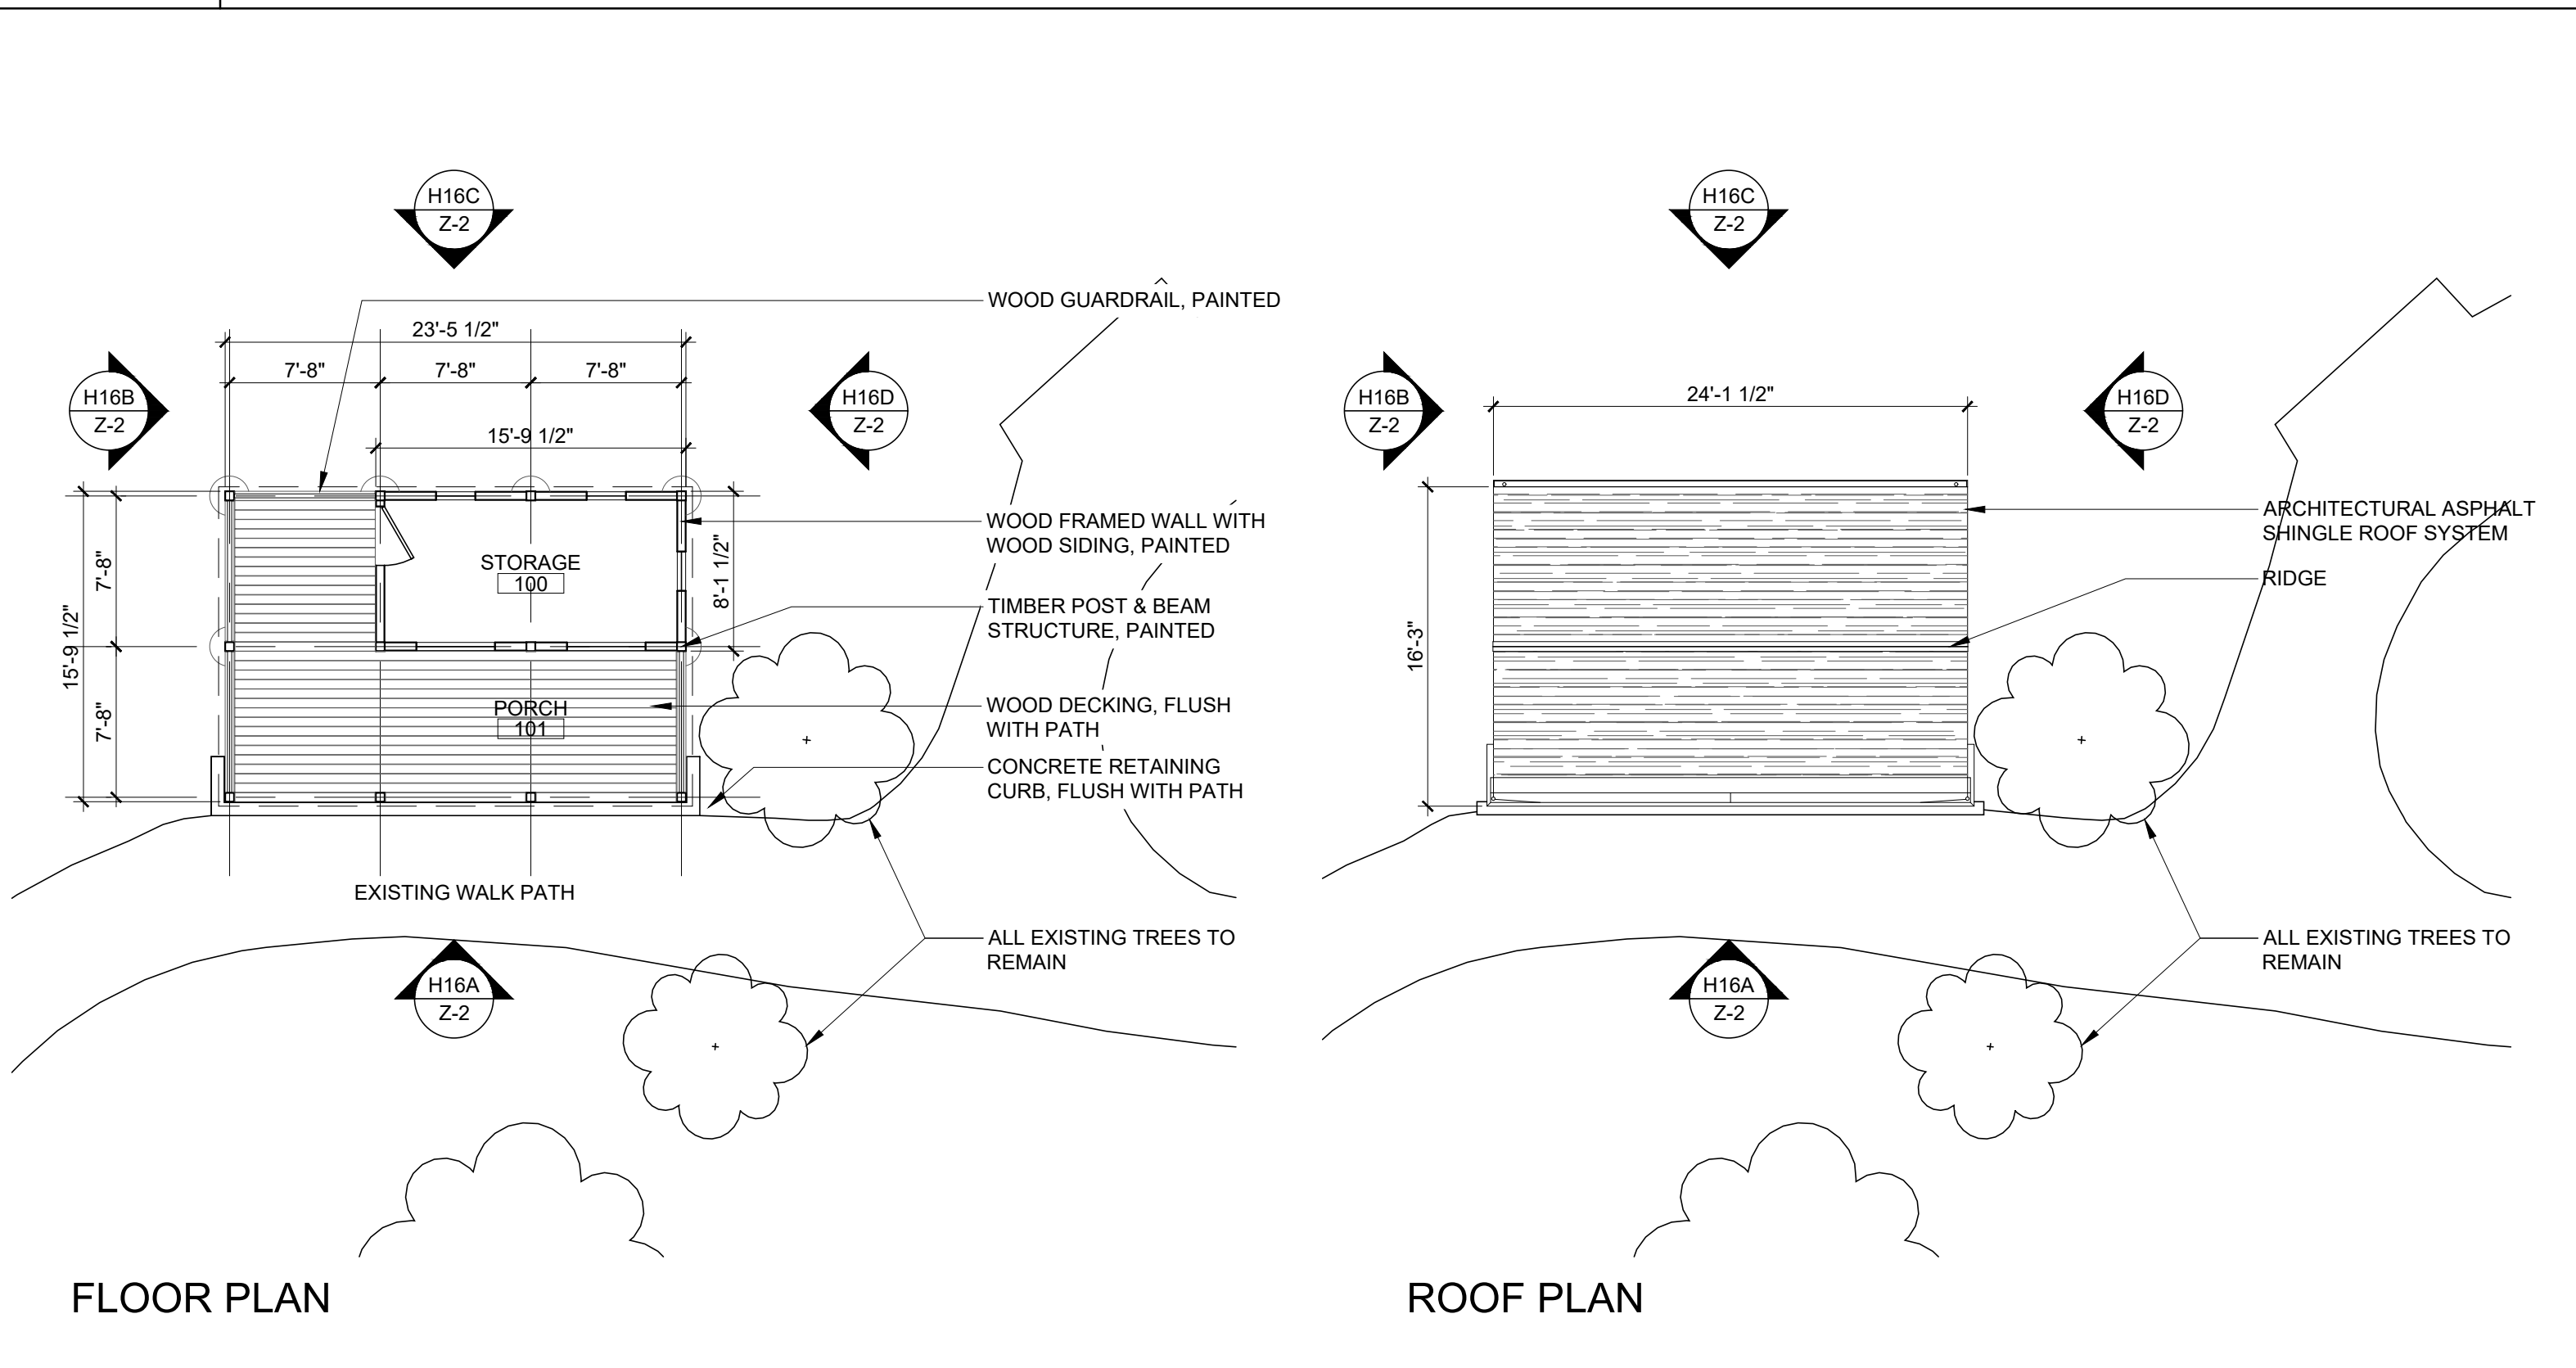 H16C
Z-2
WOOD GUARDRAIL, PAINTED
23'-5 1/2"
7'-8"
7'-8"
7'-8"
H16B
Z-2
H16D
Z-2
15'-9 1/2"
WOOD FRAMED WALL WITH
WOOD SIDING, PAINTED
STORAGE
100
8'-1 1/2"
7'-8"
15'-9 1/2"
7'-8"
TIMBER POST & BEAM
STRUCTURE, PAINTED
PORCH
101
WOOD DECKING, FLUSH
WITH PATH
CONCRETE RETAINING
CURB, FLUSH WITH PATH
EXISTING WALK PATH
ALL EXISTING TREES TO
REMAIN
H16A
Z-2
FLOOR PLAN
H16C
Z-2
H16B
Z-2
24'-1 1/2"
H16D
Z-2
ARCHITECTURAL ASPHALT
SHINGLE ROOF SYSTEM
RIDGE
16'-3"
ALL EXISTING TREES TO
REMAIN
H16A
Z-2
ROOF PLAN